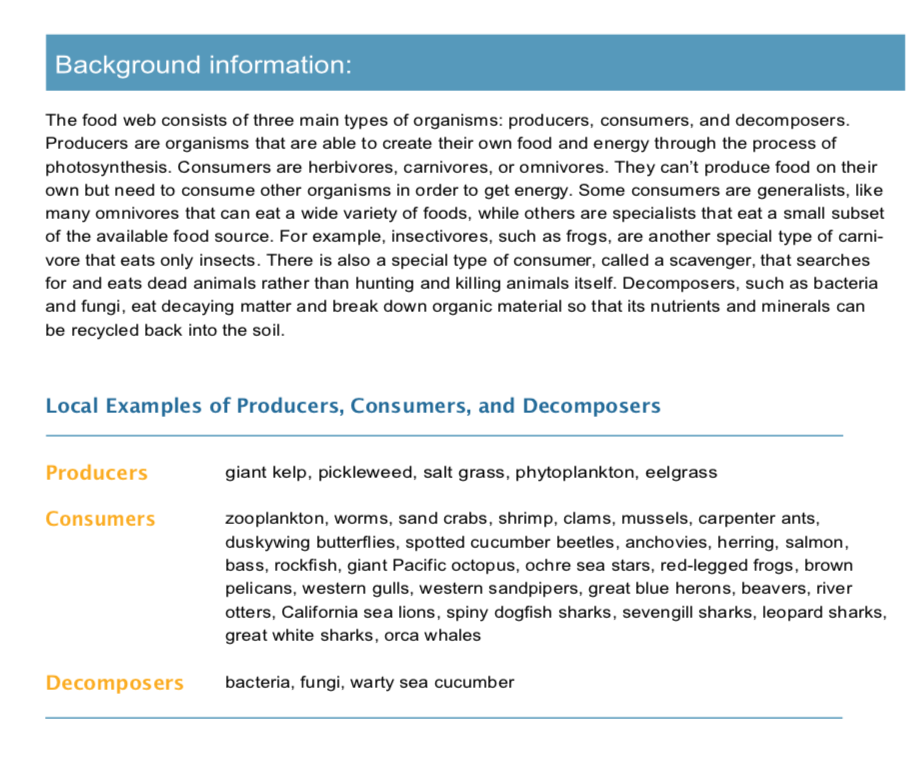 Background information:
The food web consists of three main types of organisms: producers, consumers, and decomposers.
Producers are organisms that are able to create their own food and energy through the process of
photosynthesis. Consumers are herbivores, carnivores, or omnivores. They can’t produce food on their
own but need to consume other organisms in order to get energy. Some consumers are generalists, like
many omnivores that can eat a wide variety of foods, while others are specialists that eat a small subset
of the available food source. For example, insectivores, such as frogs, are another special type of carni-
vore that eats only insects. There is also a special type of consumer, called a scavenger, that searches
for and eats dead animals rather than hunting and killing animals itself. Decomposers, such as bacteria
and fungi, eat decaying matter and break down organic material so that its nutrients and minerals can
be recycled back into the soil.
Local Examples of Producers, Consumers, and Decomposers
Producers giant kelp, pickleweed, salt grass, phytoplankton, eelgrass
Consumers zooplankton, worms, sand crabs, shrimp, clams, mussels, carpenter ants,
duskywing butterflies, spotted cucumber beetles, anchovies, herring, salmon,
bass, rockfish, giant Pacific octopus, ochre sea stars, red-legged frogs, brown
pelicans, western gulls, western sandpipers, great blue herons, beavers, river
otters, California sea lions, spiny dogfish sharks, sevengill sharks, leopard sharks,
great white sharks, orca whales
Decomposers bacteria, fungi, warty sea cucumber